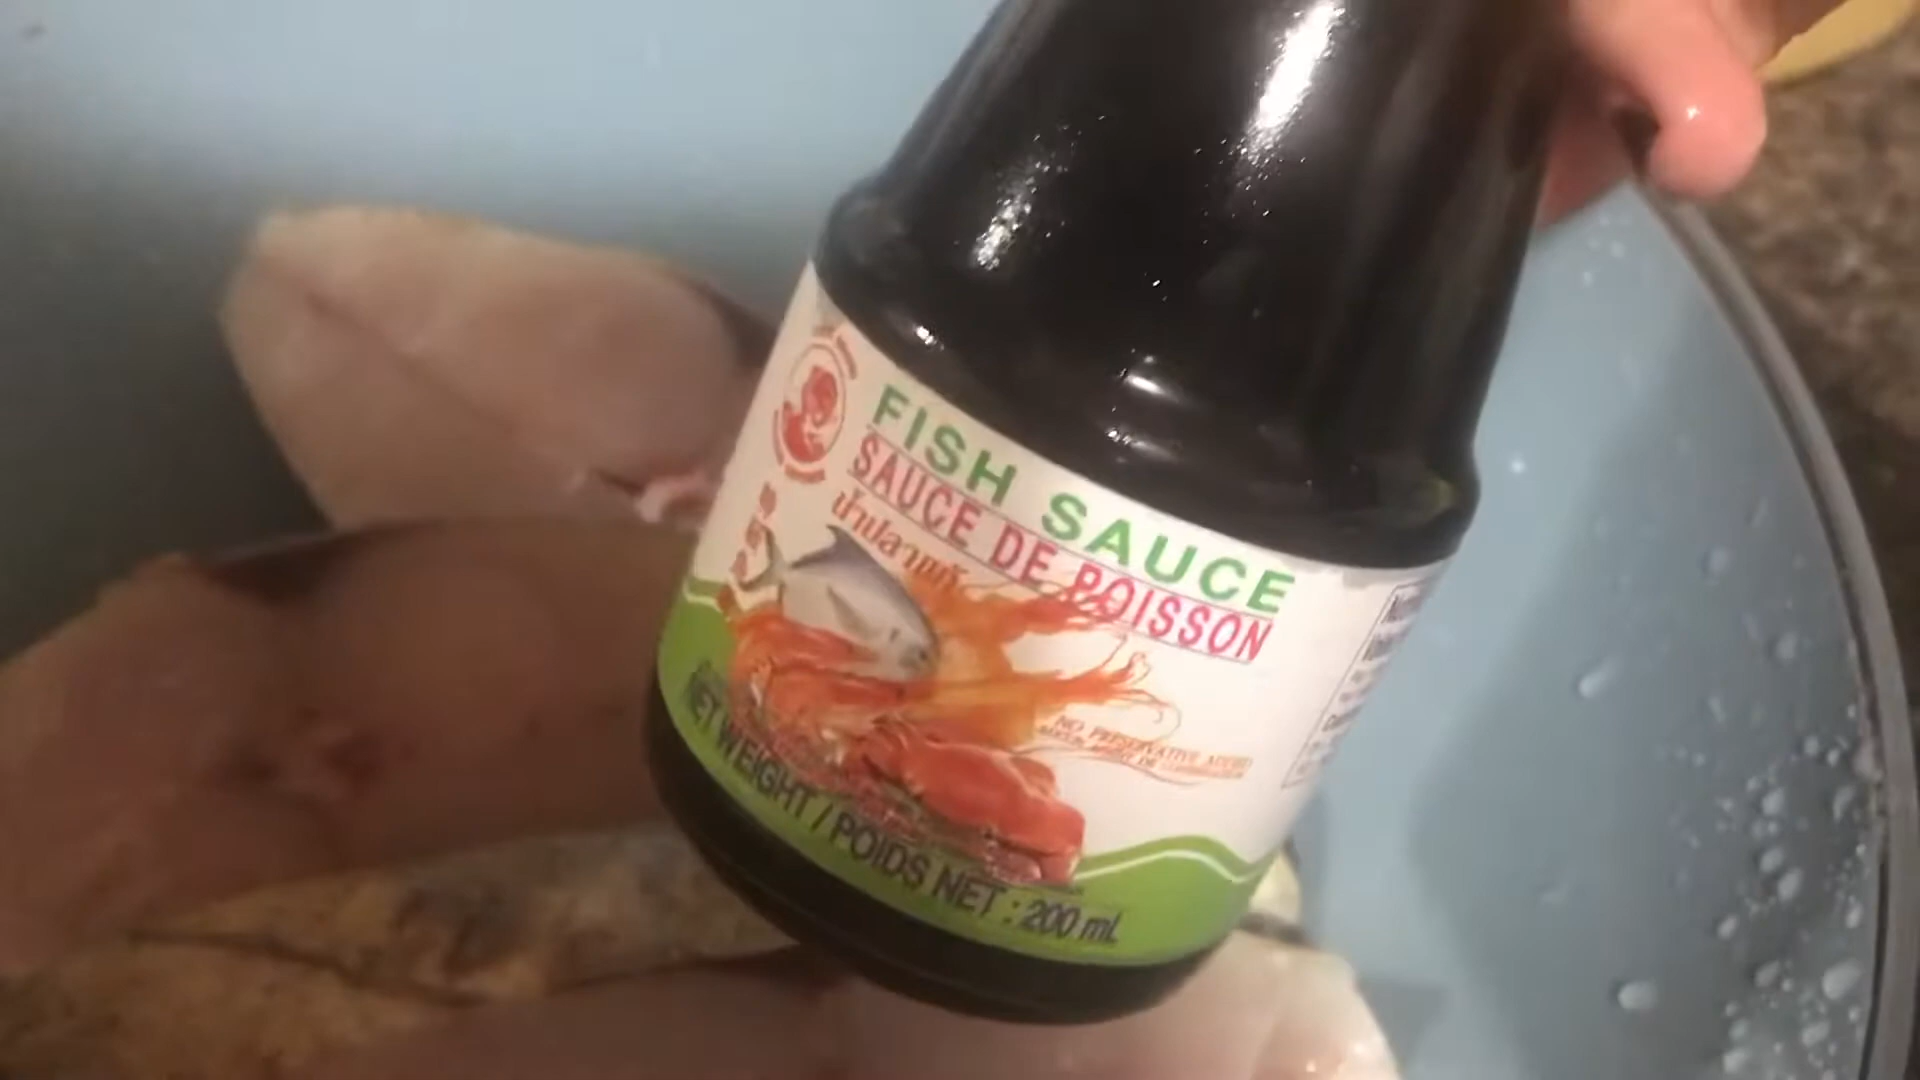 FISH SAUCE
SAUCE DE POISSON
น้ำปลาแท้
NO PRESERVATIVE ADDED
NET WEIGHT / POIDS NET : 200 mL